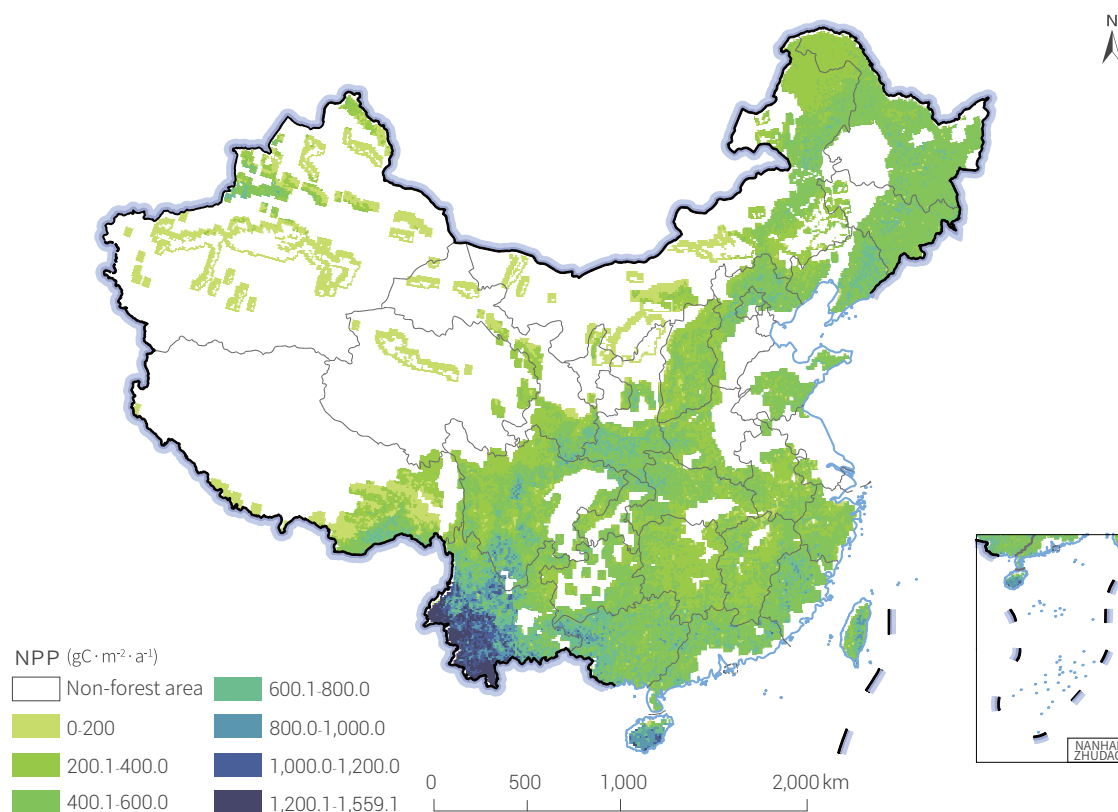 N
NPP (gC·m⁻²·a⁻¹)
Non-forest area
0-200
200.1-400.0
400.1-600.0
600.1-800.0
800.0-1,000.0
1,000.0-1,200.0
1,200.1-1,559.1
0 500 1,000 2,000 km
NANHAI
ZHUDAO